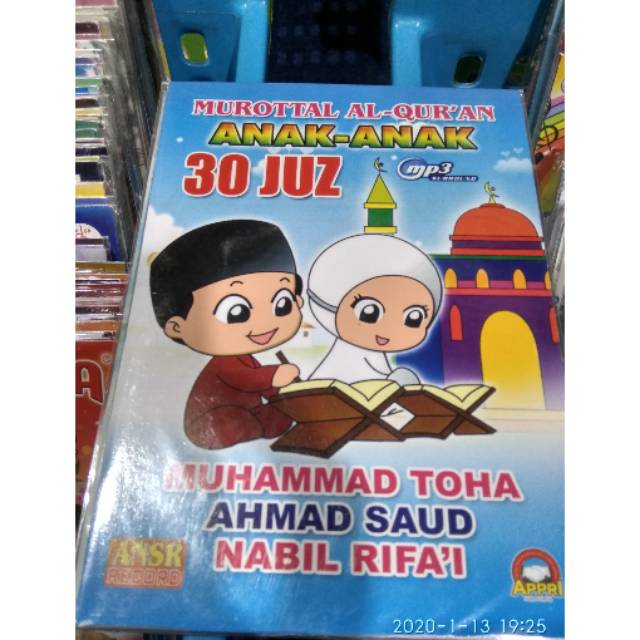 MUROTTAL AL-QUR'AN
ANAK-ANAK
30 JUZ
mp3
MUHAMMAD TOHA
AHMAD SAUD
NABIL RIFA'I
ANSR
RECORD
APPRI
2020-1-13 19:25